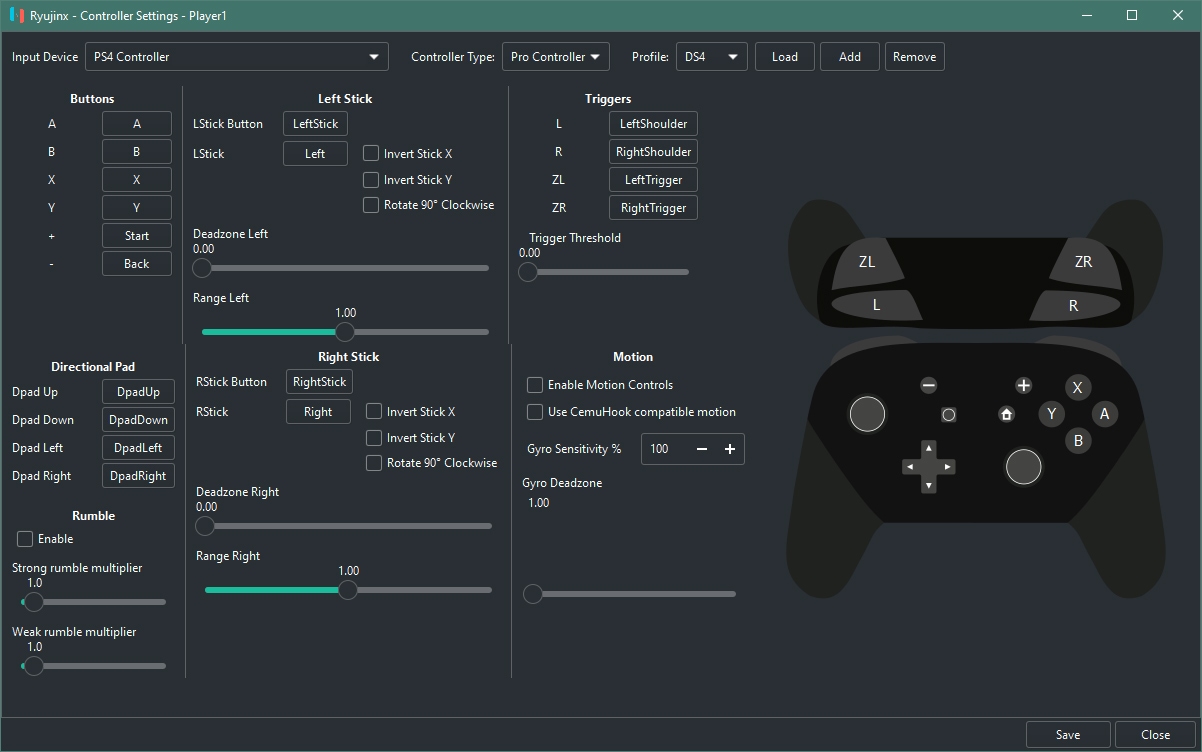 Ryujinx - Controller Settings - Player1
Input Device PS4 Controller Controller Type: Pro Controller Profile: DS4 Load Add Remove
Buttons
A A
B B
X X
Y Y
+ Start
- Back
Left Stick
LStick Button LeftStick
LStick Left Invert Stick X
Invert Stick Y
Rotate 90° Clockwise
Deadzone Left
0.00
Range Left
1.00
Triggers
L LeftShoulder
R RightShoulder
ZL LeftTrigger
ZR RightTrigger
Trigger Threshold
0.00
Directional Pad
Dpad Up DpadUp
Dpad Down DpadDown
Dpad Left DpadLeft
Dpad Right DpadRight
Rumble
Enable
Strong rumble multiplier
1.0
Weak rumble multiplier
1.0
Right Stick
RStick Button RightStick
RStick Right Invert Stick X
Invert Stick Y
Rotate 90° Clockwise
Deadzone Right
0.00
Range Right
1.00
Motion
Enable Motion Controls
Use CemuHook compatible motion
Gyro Sensitivity % 100 − +
Gyro Deadzone
1.00
ZL ZR
L R
− + X
Y A
B
Save Close